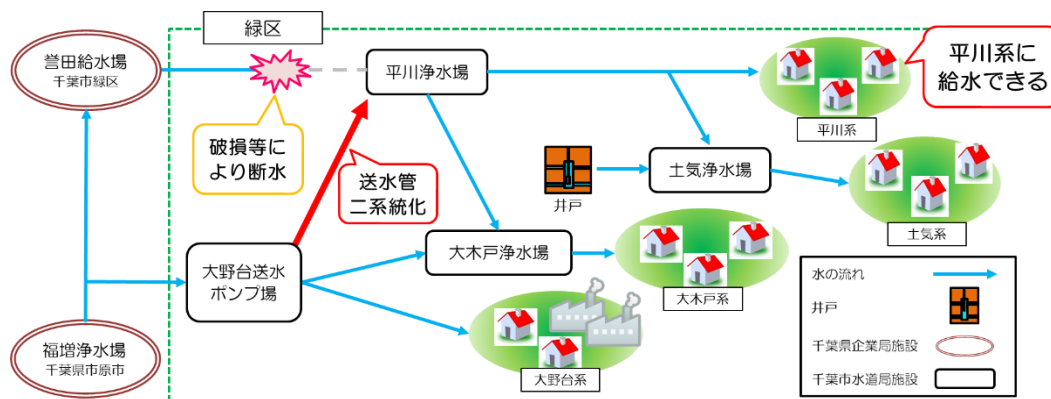 緑区
誉田給水場
千葉市緑区
平川浄水場
平川系に
給水できる
平川系
破損等に
より断水
送水管
二系統化
井戸
土気浄水場
土気系
大野台送水
ポンプ場
大木戸浄水場
大木戸系
福増浄水場
千葉県市原市
大野台系
水の流れ
井戸
千葉県企業局施設
千葉市水道局施設